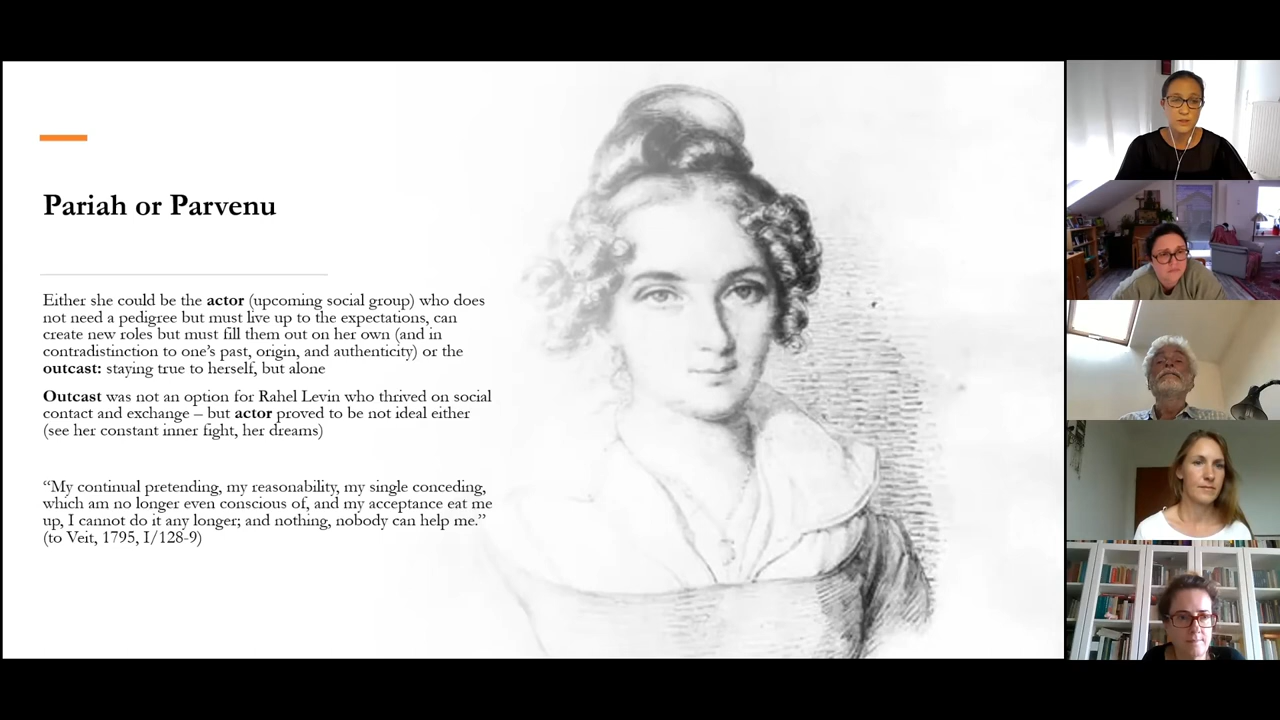 Pariah or Parvenu
Either she could be the actor (upcoming social group) who does
not need a pedigree but must live up to the expectations, can
create new roles but must fill them out on her own (and in
contradistinction to one’s past, origin, and authenticity) or the
outcast: staying true to herself, but alone
Outcast was not an option for Rahel Levin who thrived on social
contact and exchange – but actor proved to be not ideal either
(see her constant inner fight, her dreams)
“My continual pretending, my reasonability, my single conceding,
which am no longer even conscious of, and my acceptance eat me
up, I cannot do it any longer; and nothing, nobody can help me.”
(to Veit, 1795, I/128-9)